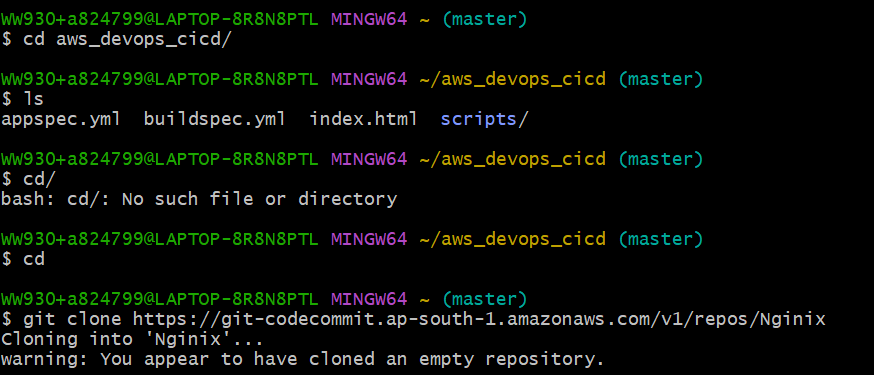 WW930+a824799@LAPTOP-8R8N8PTL MINGW64 ~ (master)
$ cd aws_devops_cicd/
WW930+a824799@LAPTOP-8R8N8PTL MINGW64 ~/aws_devops_cicd (master)
$ ls
appspec.yml  buildspec.yml  index.html  scripts/
WW930+a824799@LAPTOP-8R8N8PTL MINGW64 ~/aws_devops_cicd (master)
$ cd/
bash: cd/: No such file or directory
WW930+a824799@LAPTOP-8R8N8PTL MINGW64 ~/aws_devops_cicd (master)
$ cd
WW930+a824799@LAPTOP-8R8N8PTL MINGW64 ~ (master)
$ git clone https://git-codecommit.ap-south-1.amazonaws.com/v1/repos/Nginix
Cloning into 'Nginix'...
warning: You appear to have cloned an empty repository.